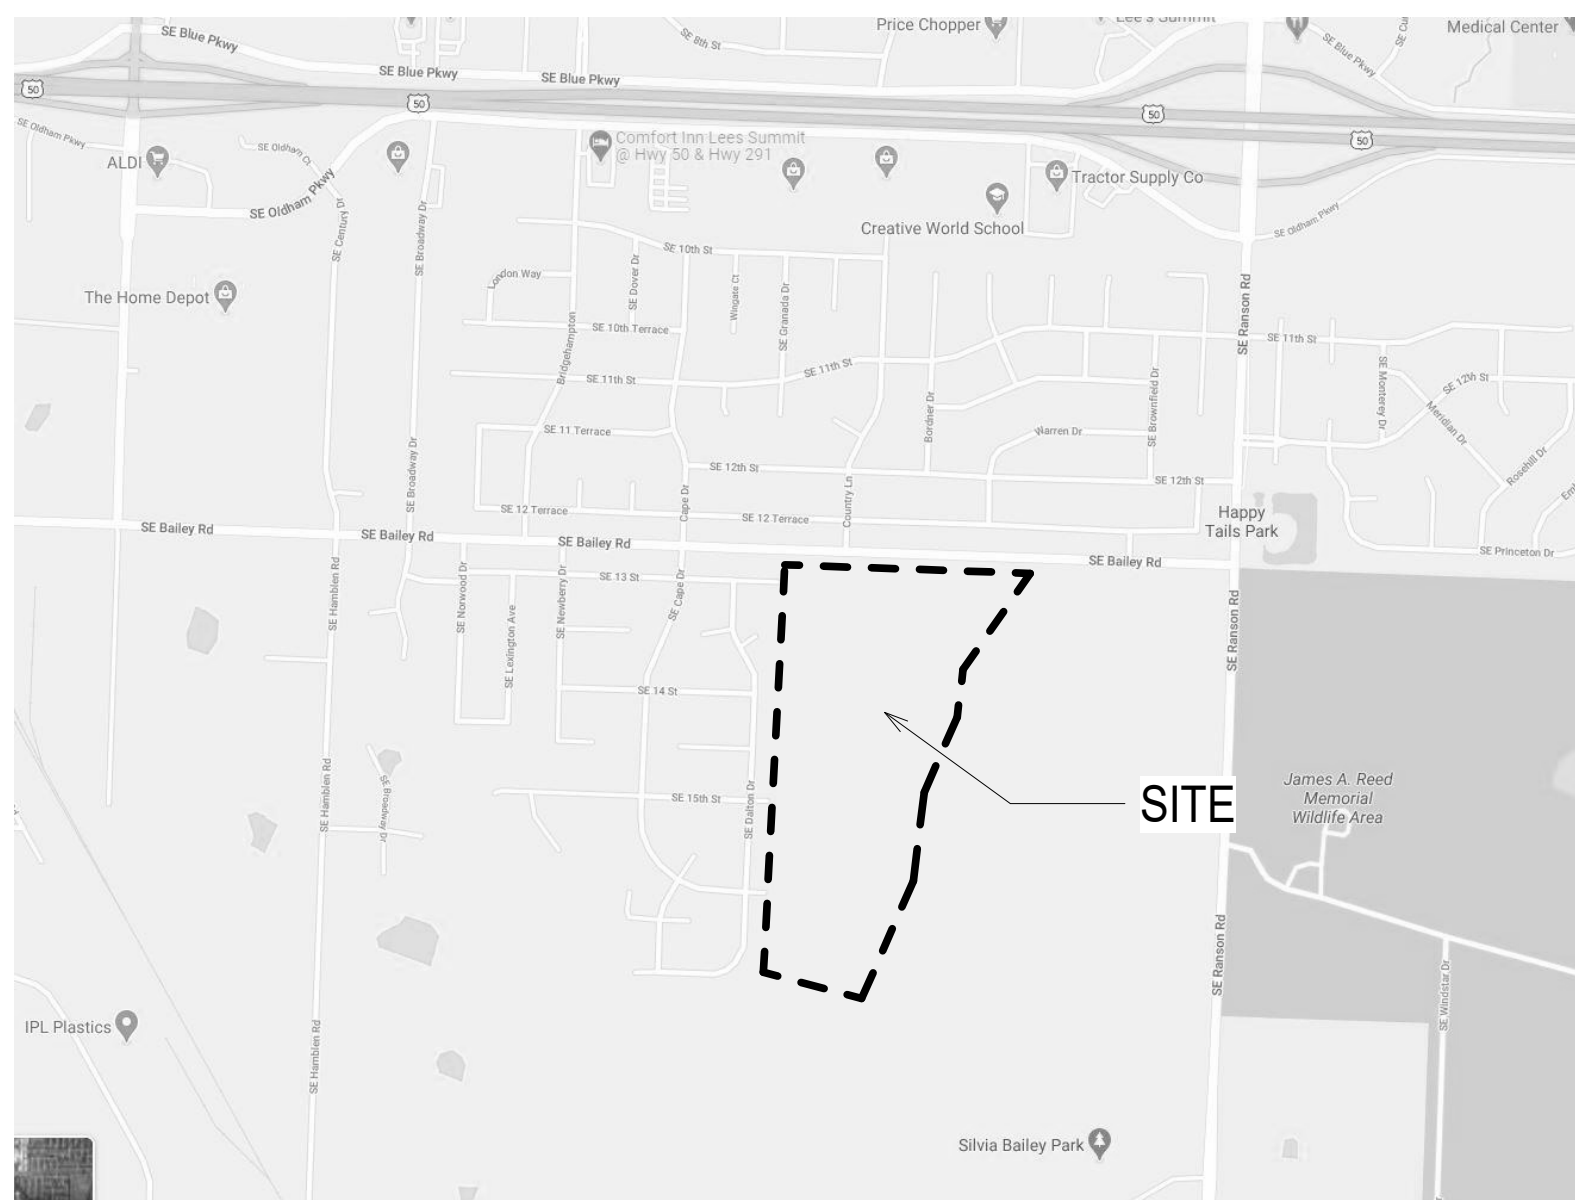 Price Chopper
Lee's Summit
Medical Center
SE Blue Pkwy
SE 8th St
SE Blue Pkwy
SE Blue Pkwy
SE Blue Pkwy
50
50
50
50
SE Oldham Pkwy
ALDI
SE Oldham Ct
SE Oldham Pkwy
Comfort Inn Lees Summit
@ Hwy 50 & Hwy 291
Tractor Supply Co
Creative World School
SE Oldham Pkwy
SE Century Dr
SE Broadway Dr
SE 10th St
London Way
SE Dover Dr
Wingate Ct
SE Granada Dr
The Home Depot
SE 10th Terrace
Bridgehampton
SE Ranson Rd
SE 11th St
SE 11th St
SE 11th St
SE Monterey Dr
SE 12th St
Meridian Dr
Rosehill Dr
Bordner Dr
SE Brownfield Dr
Warren Dr
SE 11 Terrace
SE Broadway Dr
SE 12th St
SE 12th St
Cape Dr
Country Ln
SE 12 Terrace
SE 12 Terrace
Happy
Tails Park
SE Princeton Dr
SE Bailey Rd
SE Bailey Rd
SE Bailey Rd
SE Bailey Rd
SE Hamblen Rd
SE Norwood Dr
SE Lexington Ave
SE Newberry Dr
SE 13 St
SE Cape Dr
SE Ranson Rd
SE 14 St
SE Hamblen Rd
SE Broadway Dr
SE 15th St
SE Dalton Dr
SITE
James A. Reed
Memorial
Wildlife Area
SE Ranson Rd
SE Windstar Dr
IPL Plastics
SE Hamblen Rd
Silvia Bailey Park